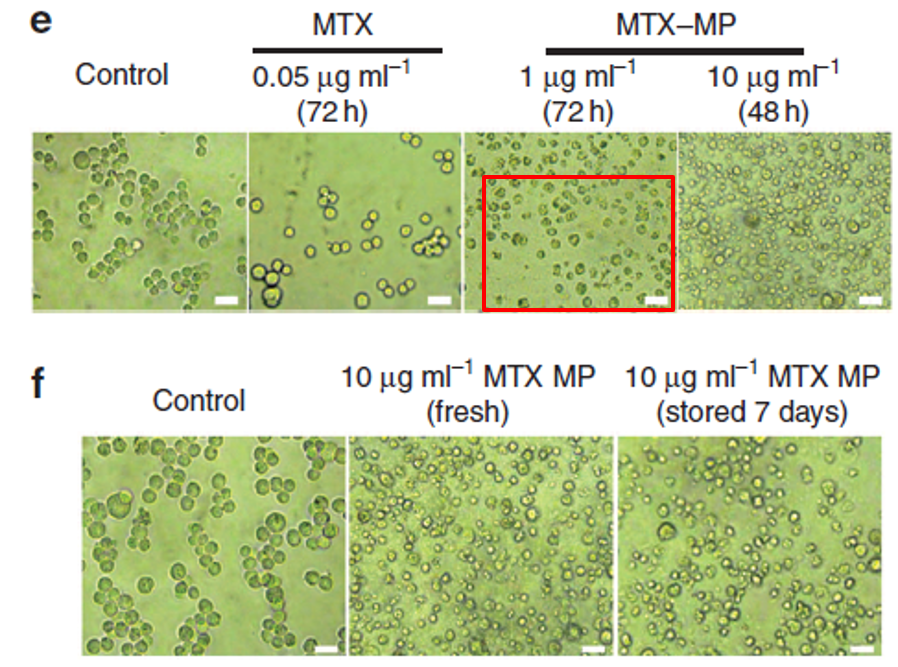 e
MTX
MTX–MP
Control
0.05 μg ml⁻¹
(72 h)
1 μg ml⁻¹
(72 h)
10 μg ml⁻¹
(48 h)
f
Control
10 μg ml⁻¹ MTX MP
(fresh)
10 μg ml⁻¹ MTX MP
(stored 7 days)